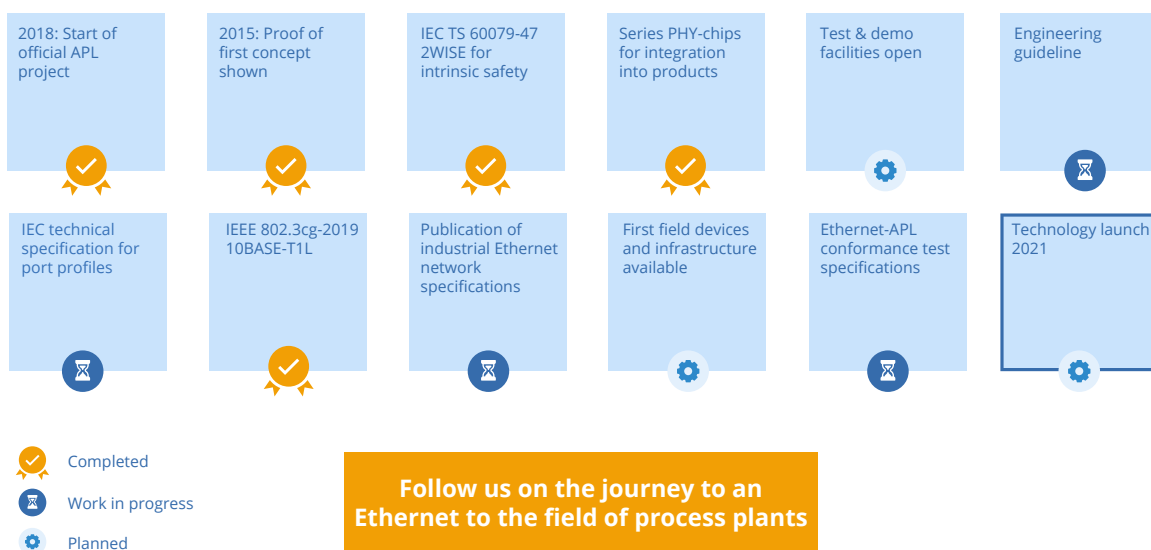 2018: Start of
official APL
project
2015: Proof of
first concept
shown
IEC TS 60079-47
2WISE for
intrinsic safety
Series PHY-chips
for integration
into products
Test & demo
facilities open
Engineering
guideline
IEC technical
specification for
port profiles
IEEE 802.3cg-2019
10BASE-T1L
Publication of
industrial Ethernet
network
specifications
First field devices
and infrastructure
available
Ethernet-APL
conformance test
specifications
Technology launch
2021
Completed
Work in progress
Planned
Follow us on the journey to an
Ethernet to the field of process plants